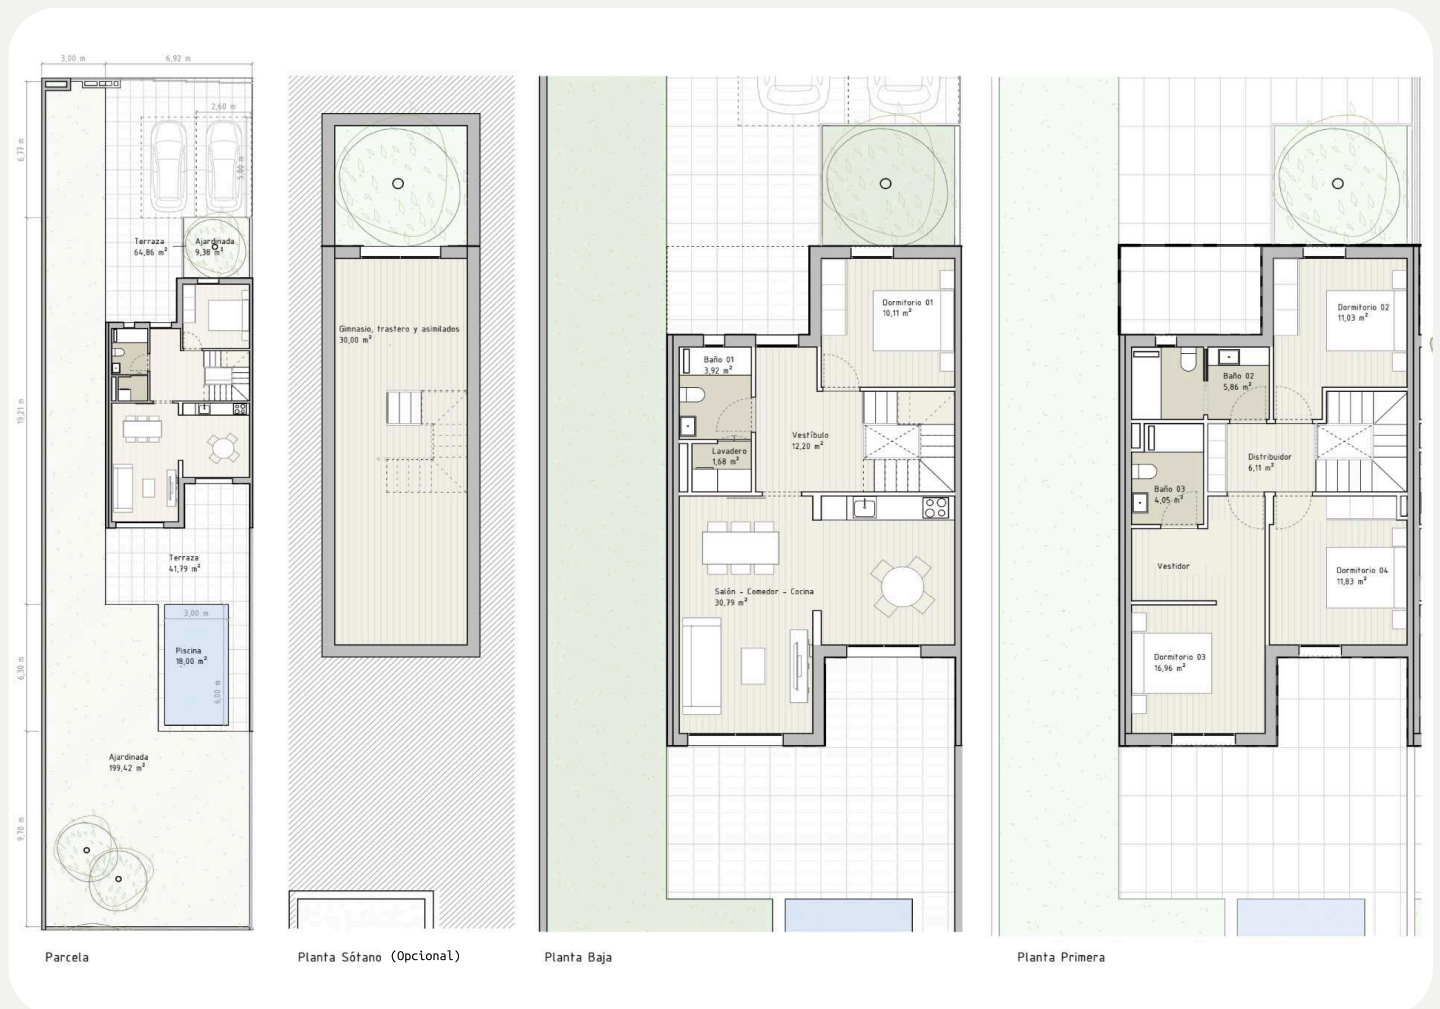 3,00 m
6,92 m
2,60 m
6,77 m
5,00 m
Terraza
64,86 m²
Ajardinada
9,38 m²
19,21 m
Terraza
41,79 m²
3,00 m
Piscina
18,00 m²
6,00 m
6,30 m
Ajardinada
199,42 m²
9,70 m
Parcela
Gimnasio, trastero y asimilados
30,00 m²
Planta Sótano (Opcional)
Dormitorio 01
10,11 m²
Baño 01
3,92 m²
Vestíbulo
12,20 m²
Lavadero
1,68 m²
Salón - Comedor - Cocina
30,79 m²
Planta Baja
Dormitorio 02
11,03 m²
Baño 02
5,86 m²
Distribuidor
6,11 m²
Baño 03
4,05 m²
Vestidor
Dormitorio 04
11,83 m²
Dormitorio 03
16,96 m²
Planta Primera